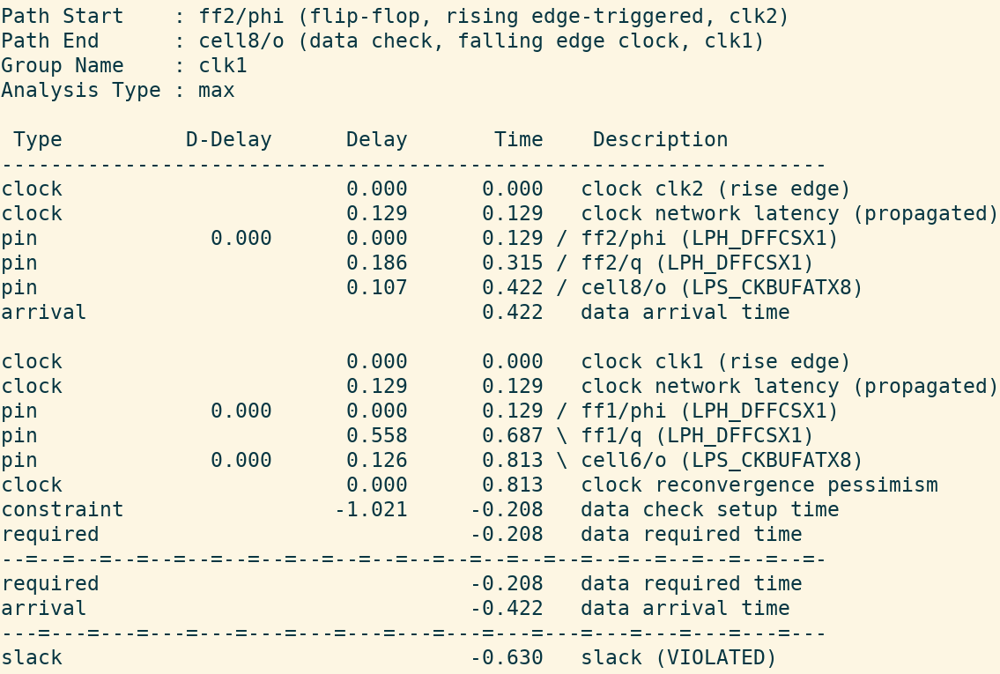 Path Start    : ff2/phi (flip-flop, rising edge-triggered, clk2)
Path End      : cell8/o (data check, falling edge clock, clk1)
Group Name    : clk1
Analysis Type : max

 Type          D-Delay      Delay       Time    Description
-------------------------------------------------------------------
clock                       0.000      0.000   clock clk2 (rise edge)
clock                       0.129      0.129   clock network latency (propagated)
pin              0.000      0.000      0.129 / ff2/phi (LPH_DFFCSX1)
pin                         0.186      0.315 / ff2/q (LPH_DFFCSX1)
pin                         0.107      0.422 / cell8/o (LPS_CKBUFATX8)
arrival                                0.422   data arrival time

clock                       0.000      0.000   clock clk1 (rise edge)
clock                       0.129      0.129   clock network latency (propagated)
pin              0.000      0.000      0.129 / ff1/phi (LPH_DFFCSX1)
pin                         0.558      0.687 \ ff1/q (LPH_DFFCSX1)
pin              0.000      0.126      0.813 \ cell6/o (LPS_CKBUFATX8)
clock                       0.000      0.813   clock reconvergence pessimism
constraint                 -1.021     -0.208   data check setup time
required                              -0.208   data required time
--=--=--=--=--=--=--=--=--=--=--=--=--=--=--=--=--=--=--=--=--=--=-
required                              -0.208   data required time
arrival                               -0.422   data arrival time
---=---=---=---=---=---=---=---=---=---=---=---=---=---=---=---=---
slack                                 -0.630   slack (VIOLATED)